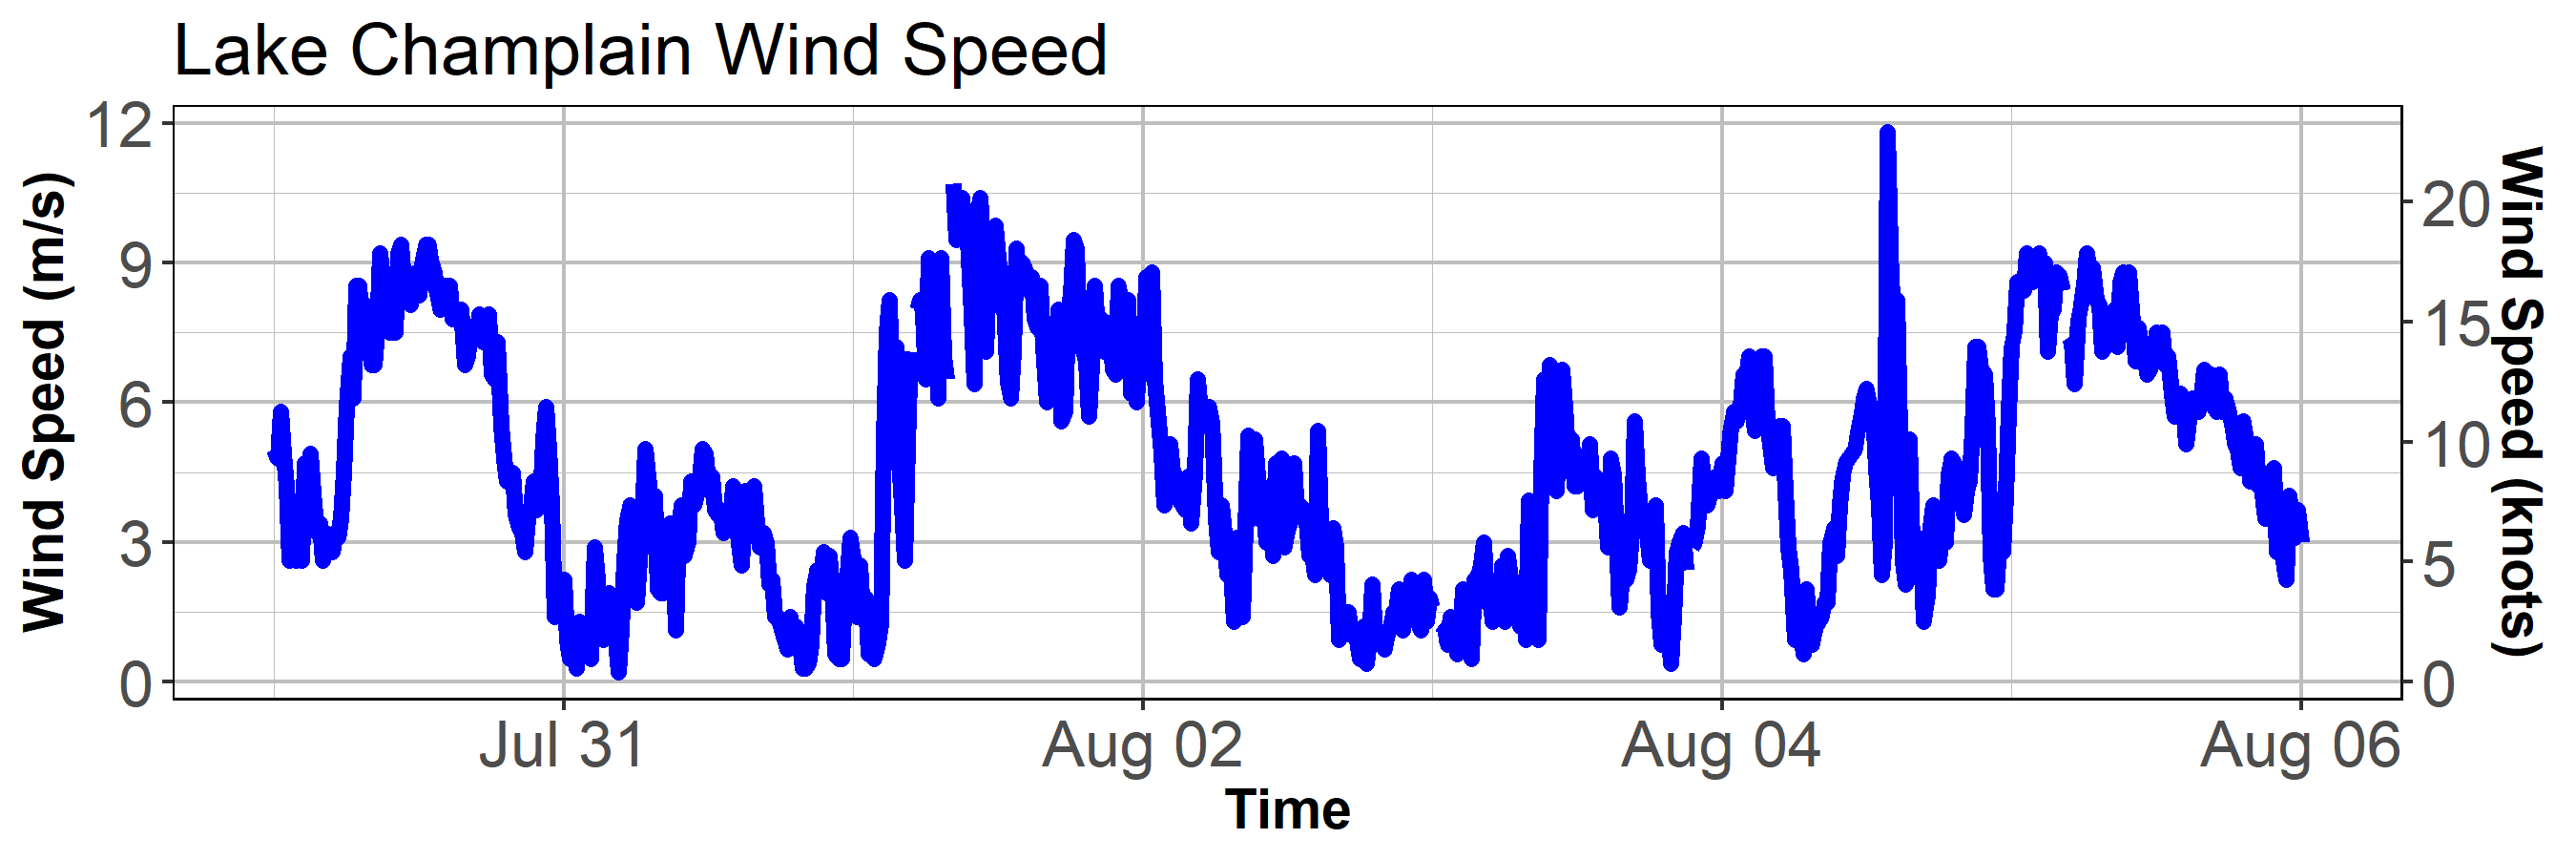 Lake Champlain Wind Speed
12
9
6
3
0
Wind Speed (m/s)
20
15
10
5
0
Wind Speed (knots)
Jul 31
Aug 02
Aug 04
Aug 06
Time